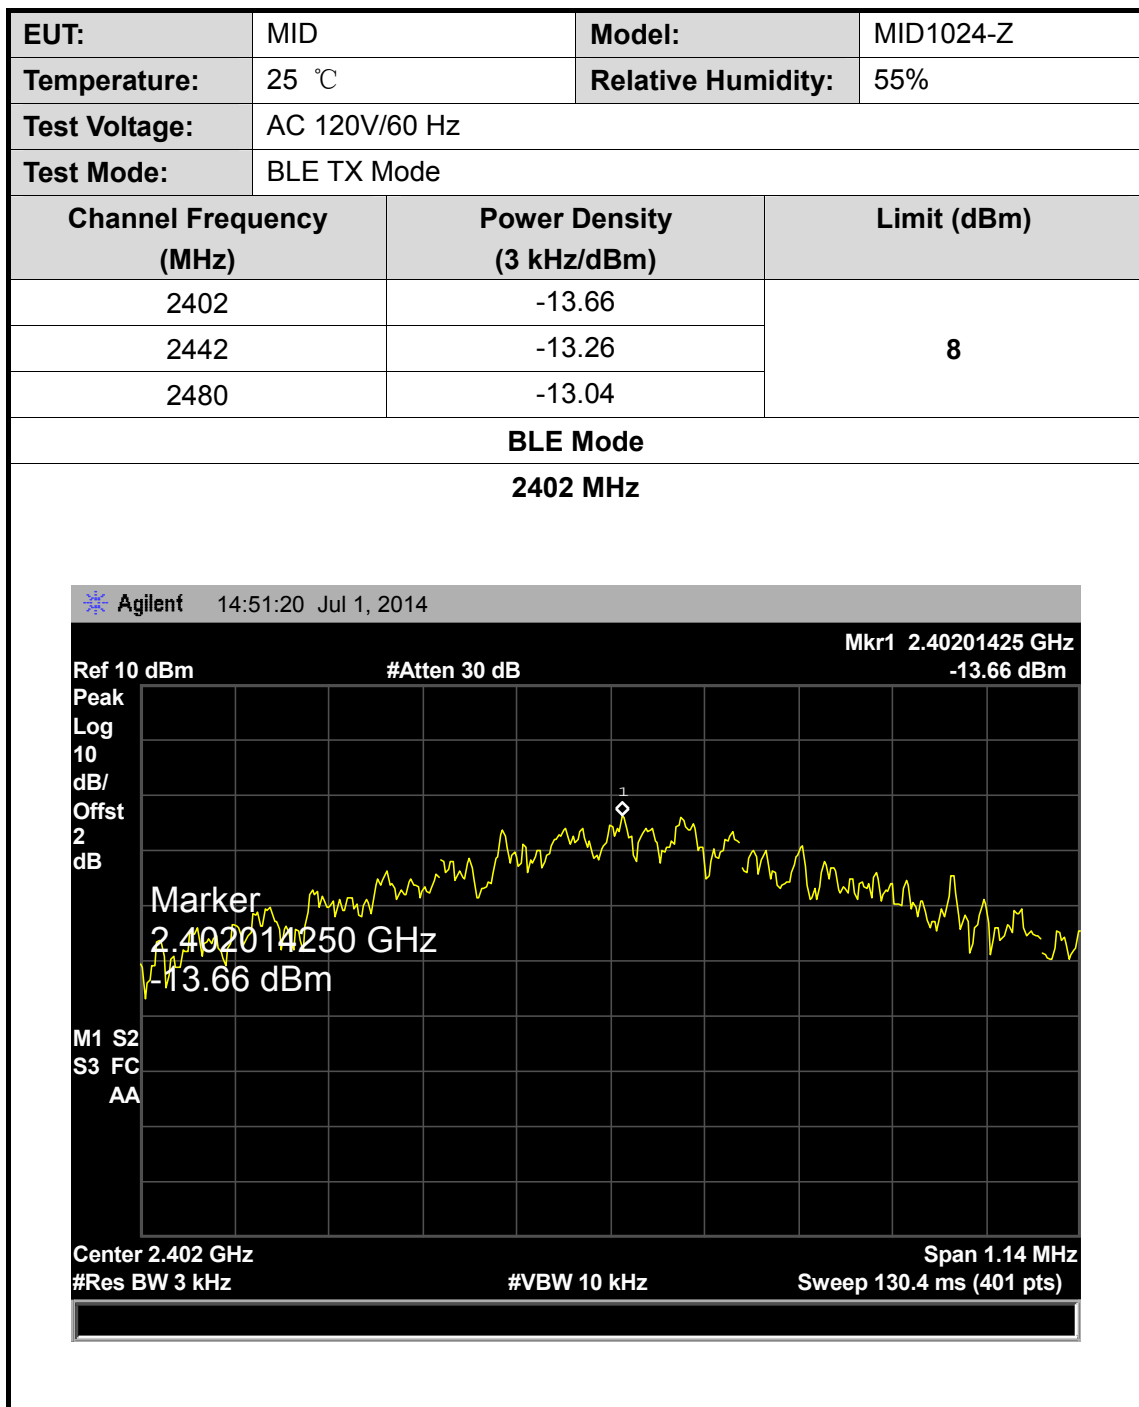 EUT: MID Model: MID1024-Z
Temperature: 25 ℃ Relative Humidity: 55%
Test Voltage: AC 120V/60 Hz
Test Mode: BLE TX Mode
Channel Frequency (MHz) Power Density (3 kHz/dBm) Limit (dBm)
2402 -13.66
2442 -13.26 8
2480 -13.04
BLE Mode
2402 MHz
Agilent 14:51:20 Jul 1, 2014
Mkr1 2.40201425 GHz
Ref 10 dBm #Atten 30 dB -13.66 dBm
Peak
Log
10
dB/
Offst
2
dB
1
Marker
2.402014250 GHz
-13.66 dBm
M1 S2
S3 FC
AA
Center 2.402 GHz Span 1.14 MHz
#Res BW 3 kHz #VBW 10 kHz Sweep 130.4 ms (401 pts)